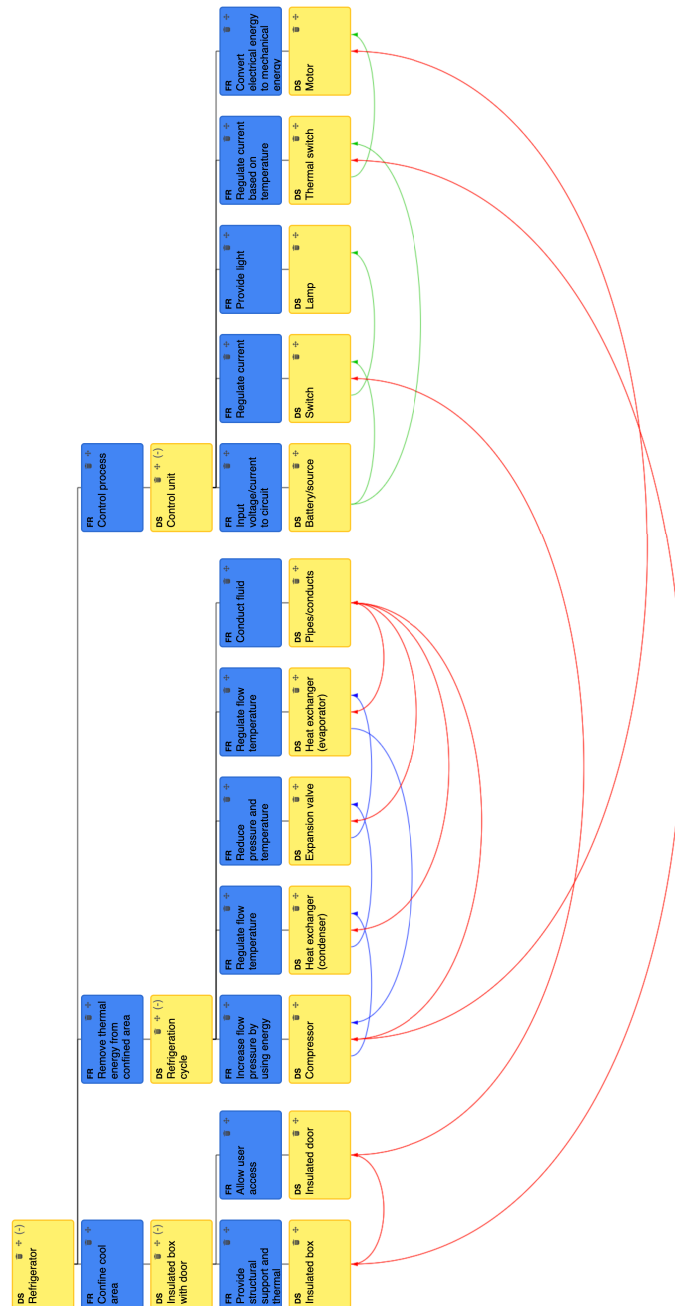 DS (-)
Refrigerator
FR
Confine cool
area
FR
Remove thermal
energy from
confined area
FR
Control process
DS (-)
Insulated box
with door
DS (-)
Refrigeration
cycle
DS (-)
Control unit
FR
Provide
structural
support and
thermal
FR
Allow user
access
FR
Increase flow
pressure by
using energy
FR
Regulate flow
temperature
FR
Reduce
pressure and
temperature
FR
Regulate flow
temperature
FR
Conduct fluid
FR
Input
voltage/current
to circuit
FR
Regulate current
FR
Provide light
FR
Regulate current
based on
temperature
FR
Convert
electrical energy
to mechanical
energy
DS
Insulated box
DS
Insulated door
DS
Compressor
DS
Heat exchanger
(condenser)
DS
Expansion valve
DS
Heat exchanger
(evaporator)
DS
Pipes/conducts
DS
Battery/source
DS
Switch
DS
Lamp
DS
Thermal switch
DS
Motor